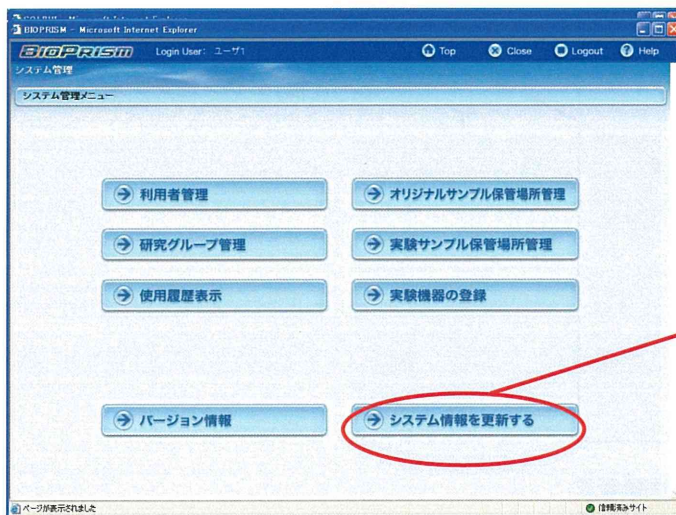 BIOPRISM - Microsoft Internet Explorer
BIOPRISM Login User: ユーザ1 Top Close Logout Help
システム管理
システム管理メニュー
利用者管理 オリジナルサンプル保管場所管理
研究グループ管理 実験サンプル保管場所管理
使用履歴表示 実験機器の登録
バージョン情報 システム情報を更新する
ページが表示されました 信頼済みサイト